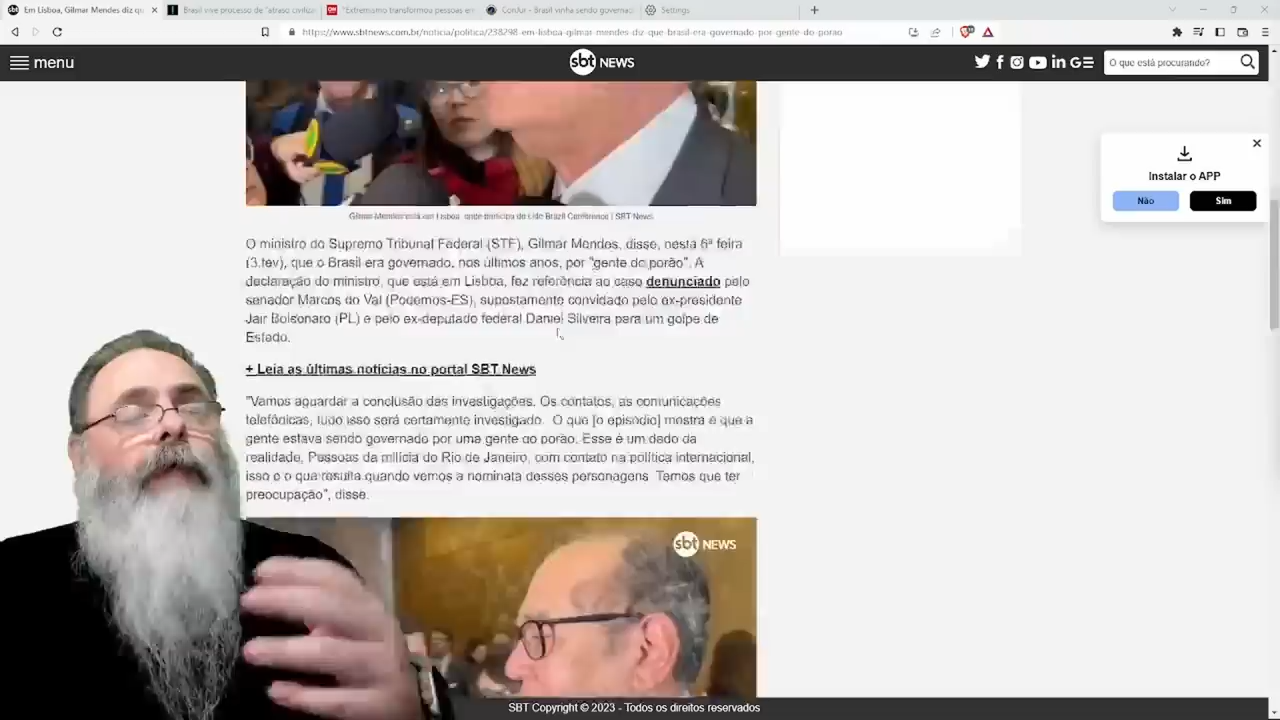 Em Lisboa, Gilmar Mendes diz qu
Brasil vive processo de "atraso civiliza
"Extremismo transformou pessoas em
ConJur - Brasil vinha sendo governad
Settings
https://www.sbtnews.com.br/noticia/politica/238298-em-lisboa-gilmar-mendes-diz-que-brasil-era-governado-por-gente-do-porao
menu
sbt NEWS
O que está procurando?
Instalar o APP
Não
Sim
Gilmar Mendes está em Lisboa, onde participa do Lide Brazil Conference | SBT News
O ministro do Supremo Tribunal Federal (STF), Gilmar Mendes, disse, nesta 6ª feira
(3.fev), que o Brasil era governado, nos últimos anos, por "gente do porão". A
declaração do ministro, que está em Lisboa, fez referência ao caso denunciado pelo
senador Marcos do Val (Podemos-ES), supostamente convidado pelo ex-presidente
Jair Bolsonaro (PL) e pelo ex-deputado federal Daniel Silveira para um golpe de
Estado.
+ Leia as últimas notícias no portal SBT News
"Vamos aguardar a conclusão das investigações. Os contatos, as comunicações
telefônicas, tudo isso será certamente investigado. O que [o episódio] mostra é que a
gente estava sendo governado por uma gente do porão. Esse é um dado da
realidade, Pessoas da milícia do Rio de Janeiro, com contato na política internacional,
isso é o que resulta quando vemos a nominata desses personagens. Temos que ter
preocupação", disse.
sbt NEWS
SBT Copyright © 2023 - Todos os direitos reservados